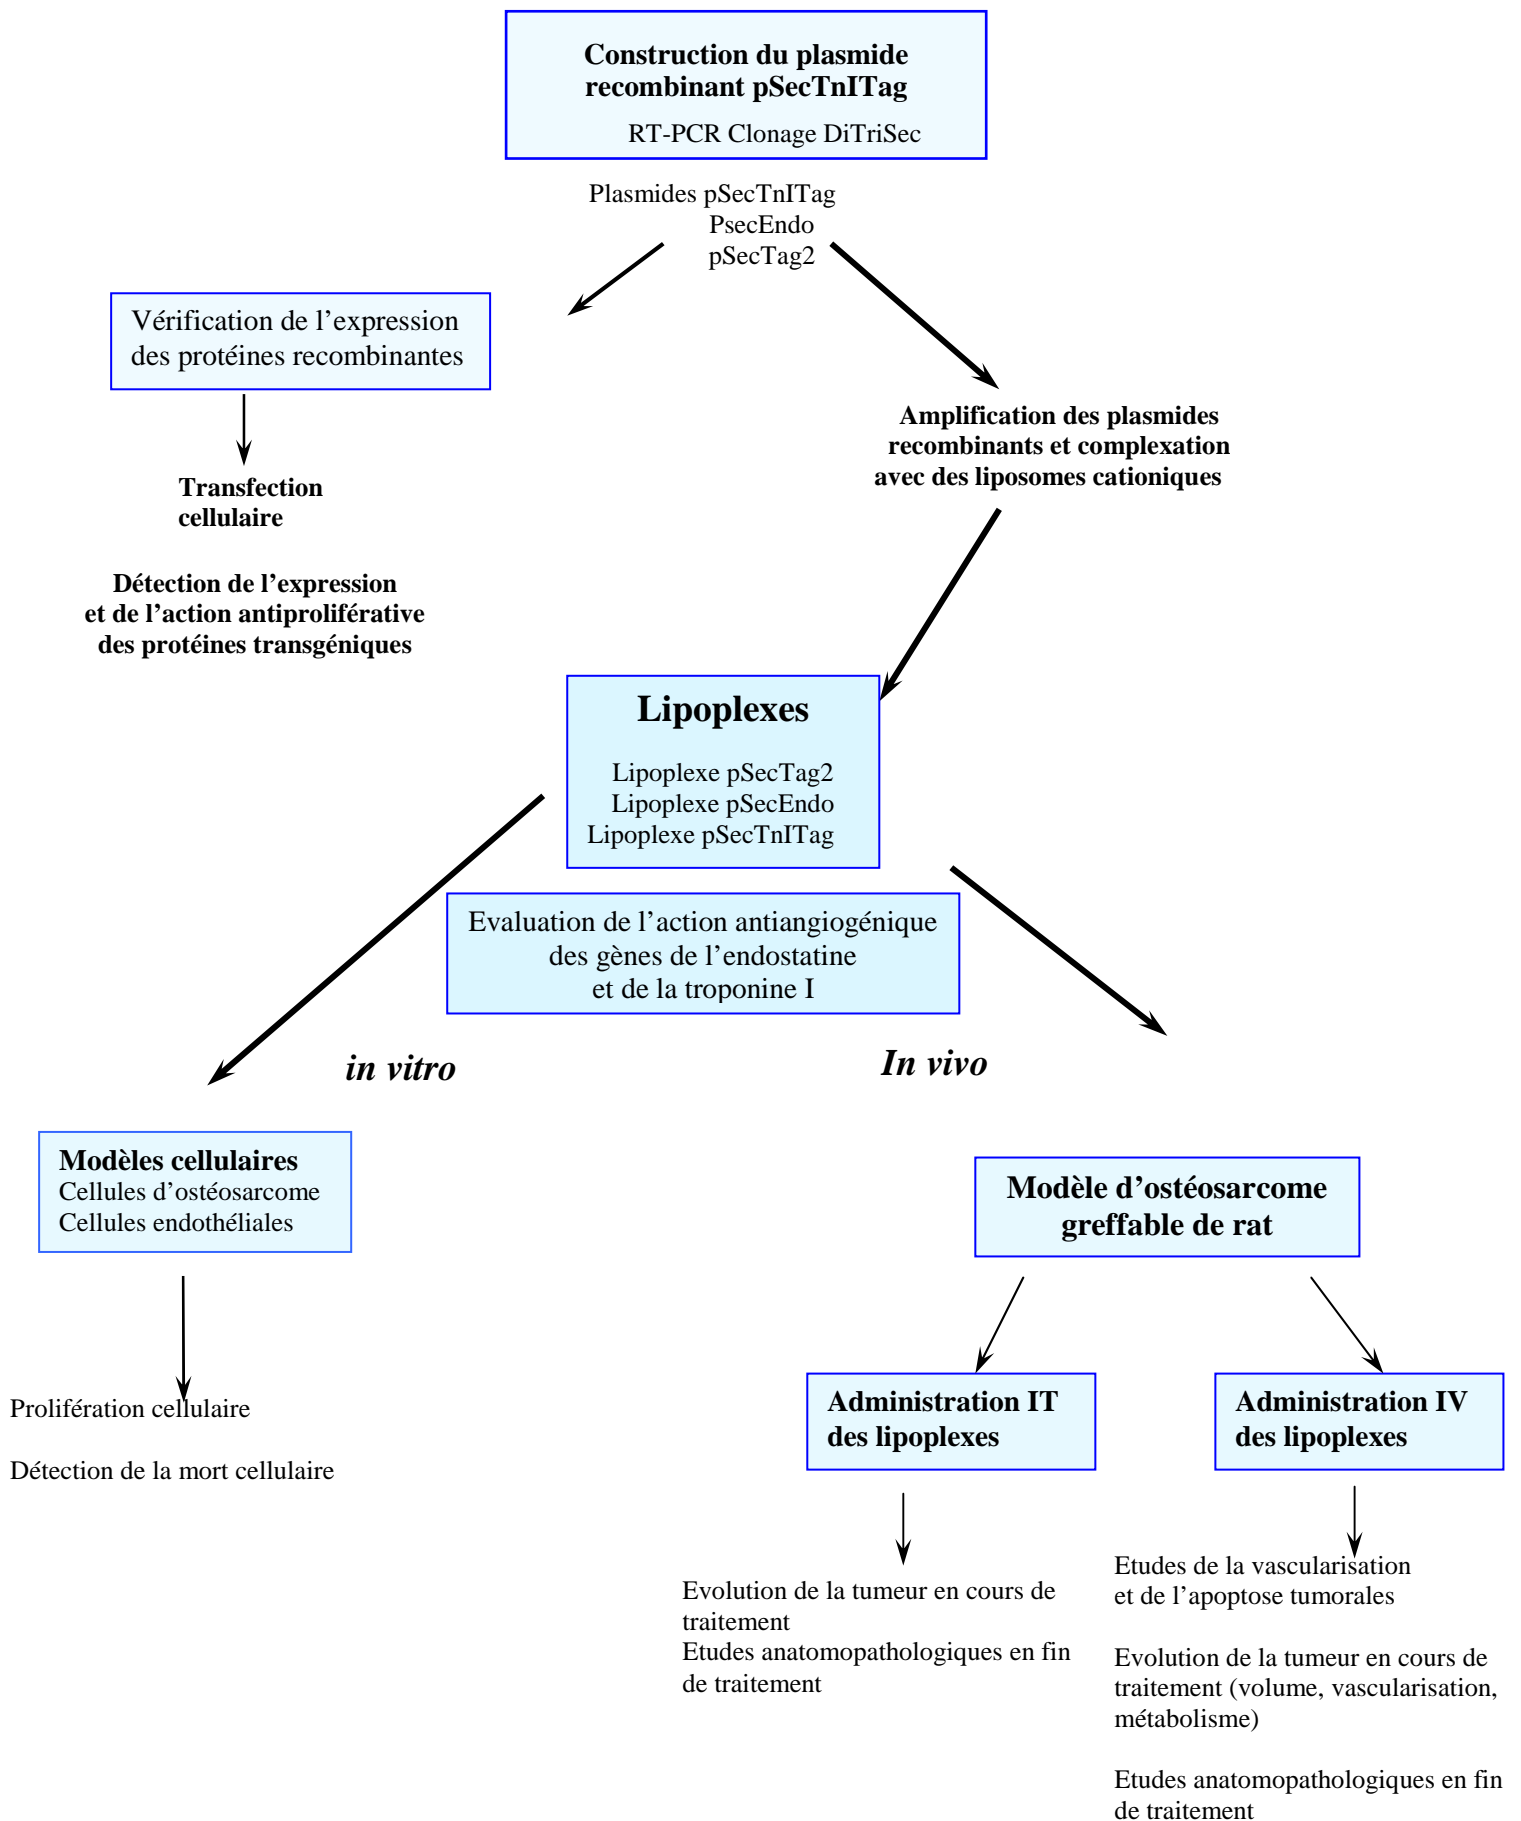 Construction du plasmide
recombinant pSecTnITag
RT-PCR Clonage DiTriSec
Plasmides pSecTnITag
PsecEndo
pSecTag2
Vérification de l’expression
des protéines recombinantes
Amplification des plasmides
recombinants et complexation
avec des liposomes cationiques
Transfection
cellulaire
Détection de l’expression
et de l’action antiproliférative
des protéines transgéniques
Lipoplexes
Lipoplexe pSecTag2
Lipoplexe pSecEndo
Lipoplexe pSecTnITag
Evaluation de l’action antiangiogénique
des gènes de l’endostatine
et de la troponine I
in vitro
In vivo
Modèles cellulaires
Cellules d’ostéosarcome
Cellules endothéliales
Modèle d’ostéosarcome
greffable de rat
Prolifération cellulaire
Détection de la mort cellulaire
Administration IT
des lipoplexes
Administration IV
des lipoplexes
Evolution de la tumeur en cours de
traitement
Etudes anatomopathologiques en fin
de traitement
Etudes de la vascularisation
et de l’apoptose tumorales
Evolution de la tumeur en cours de
traitement (volume, vascularisation,
métabolisme)
Etudes anatomopathologiques en fin
de traitement